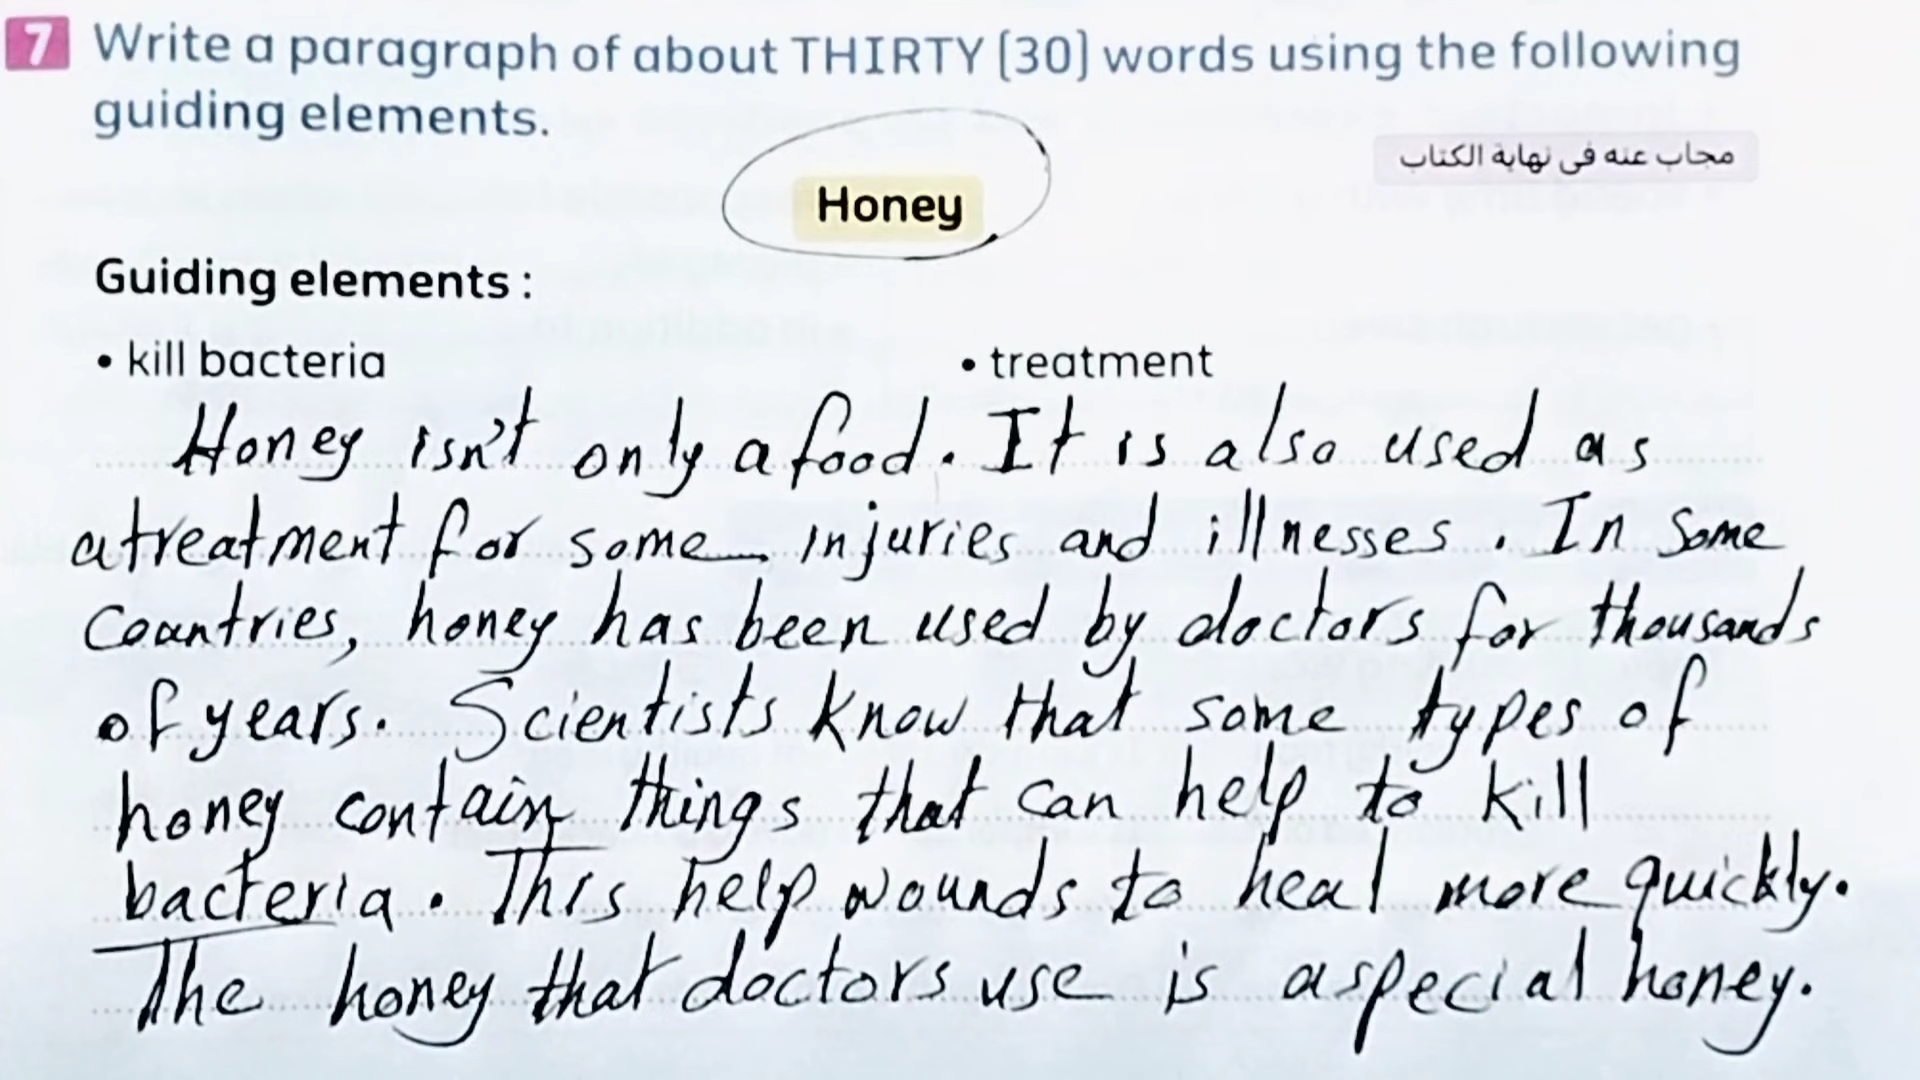 7 Write a paragraph of about THIRTY (30) words using the following
guiding elements.
مجاب عنه فى نهاية الكتاب
Honey
Guiding elements :
• kill bacteria • treatment
Honey isn't only a food. It is also used as
a treatment for some injuries and illnesses. In some
countries, honey has been used by doctors for thousands
of years. Scientists know that some types of
honey contain things that can help to kill
bacteria. This help wounds to heal more quickly.
The honey that doctors use is a special honey.